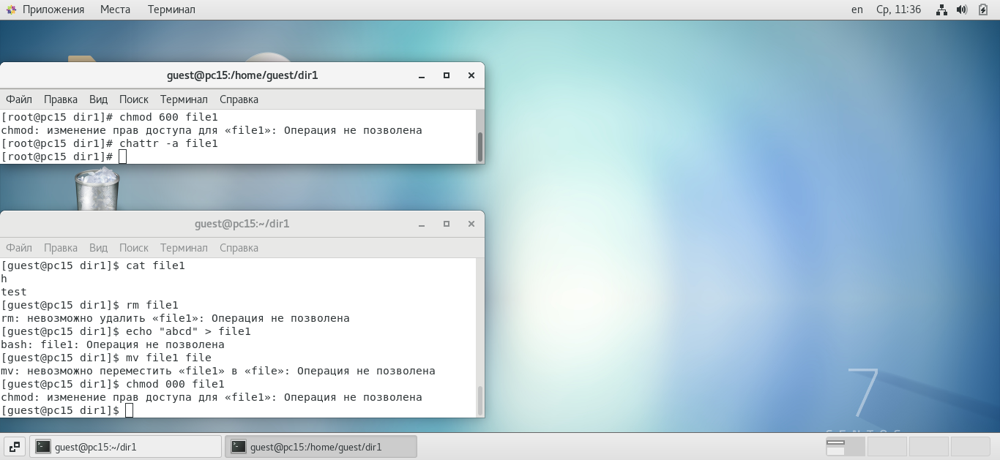 Приложения Места Терминал en Ср, 11:36
guest@pc15:/home/guest/dir1
Файл Правка Вид Поиск Терминал Справка
[root@pc15 dir1]# chmod 600 file1
chmod: изменение прав доступа для «file1»: Операция не позволена
[root@pc15 dir1]# chattr -a file1
[root@pc15 dir1]#
guest@pc15:~/dir1
Файл Правка Вид Поиск Терминал Справка
[guest@pc15 dir1]$ cat file1
h
test
[guest@pc15 dir1]$ rm file1
rm: невозможно удалить «file1»: Операция не позволена
[guest@pc15 dir1]$ echo "abcd" > file1
bash: file1: Операция не позволена
[guest@pc15 dir1]$ mv file1 file
mv: невозможно переместить «file1» в «file»: Операция не позволена
[guest@pc15 dir1]$ chmod 000 file1
chmod: изменение прав доступа для «file1»: Операция не позволена
[guest@pc15 dir1]$
7
guest@pc15:~/dir1 guest@pc15:/home/guest/dir1